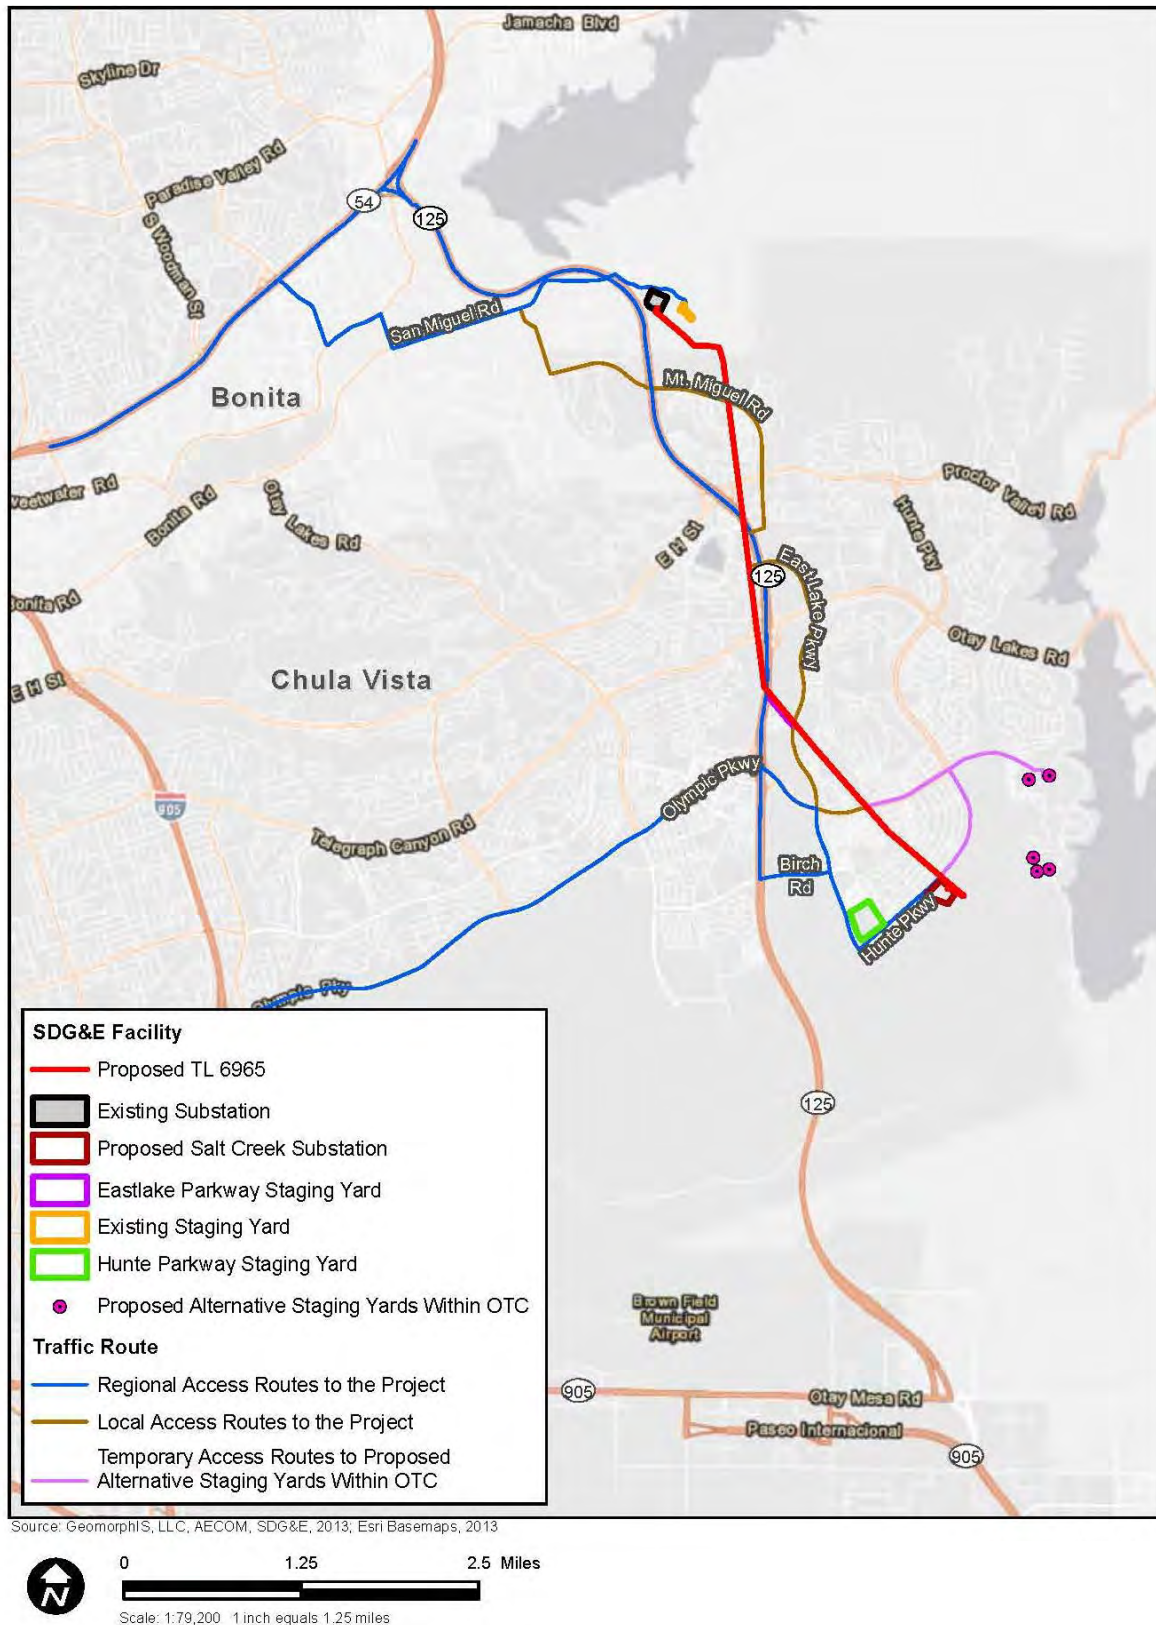 Jamacha Blvd
Skyline Dr
Paradise Valley Rd
54
125
S Woodman St
San Miguel Rd
Bonita
Mt. Miguel Rd
weetwater Rd
Bonita Rd
Otay Lakes Rd
Proctor Valley Rd
Hunte Pky
E H St
125
East Lake Pkwy
Bonita Rd
Otay Lakes Rd
E H St
Chula Vista
Olympic Pkwy
905
Telegraph Canyon Rd
Birch
Rd
Hunte Pkwy
Olympic Pky
125
Brown Field
Municipal
Airport
905
Otay Mesa Rd
Paseo Internacional
905
SDG&E Facility
Proposed TL 6965
Existing Substation
Proposed Salt Creek Substation
Eastlake Parkway Staging Yard
Existing Staging Yard
Hunte Parkway Staging Yard
Proposed Alternative Staging Yards Within OTC
Traffic Route
Regional Access Routes to the Project
Local Access Routes to the Project
Temporary Access Routes to Proposed
Alternative Staging Yards Within OTC
Source: GeomorphIS, LLC, AECOM, SDG&E, 2013; Esri Basemaps, 2013
N
0 1.25 2.5 Miles
Scale: 1:79,200 1 inch equals 1.25 miles